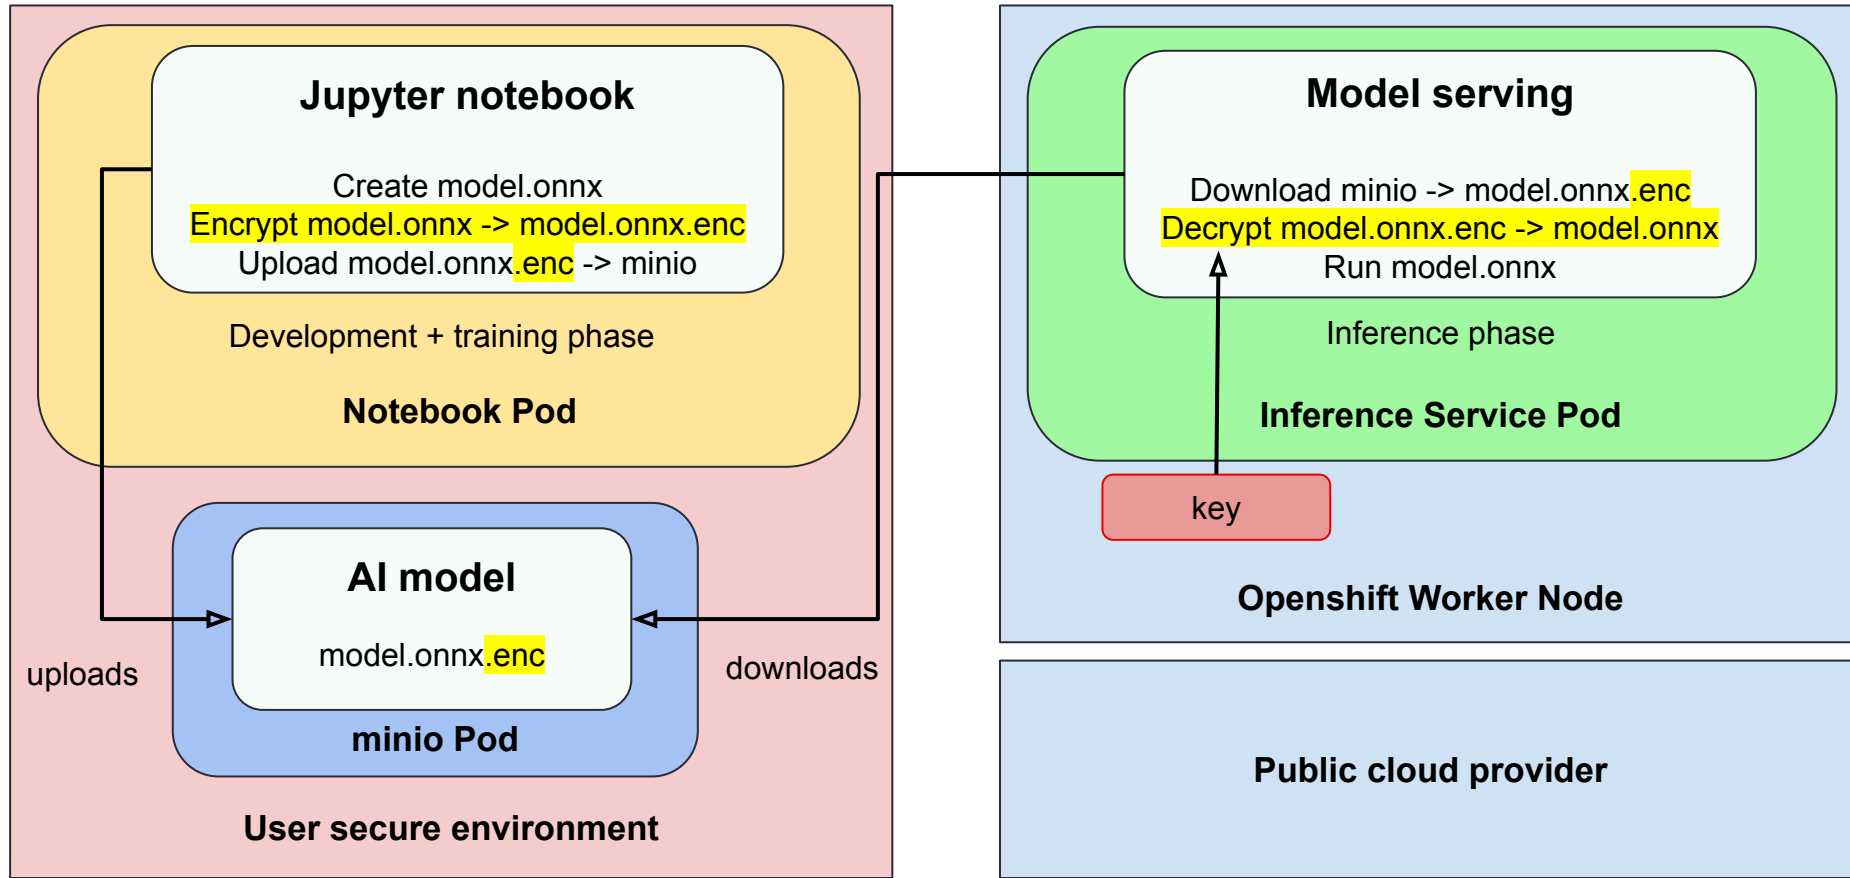 Jupyter notebook
Create model.onnx
Encrypt model.onnx -> model.onnx.enc
Upload model.onnx.enc -> minio
Development + training phase
Notebook Pod
AI model
model.onnx.enc
minio Pod
uploads
downloads
User secure environment
Model serving
Download minio -> model.onnx.enc
Decrypt model.onnx.enc -> model.onnx
Run model.onnx
Inference phase
Inference Service Pod
key
Openshift Worker Node
Public cloud provider